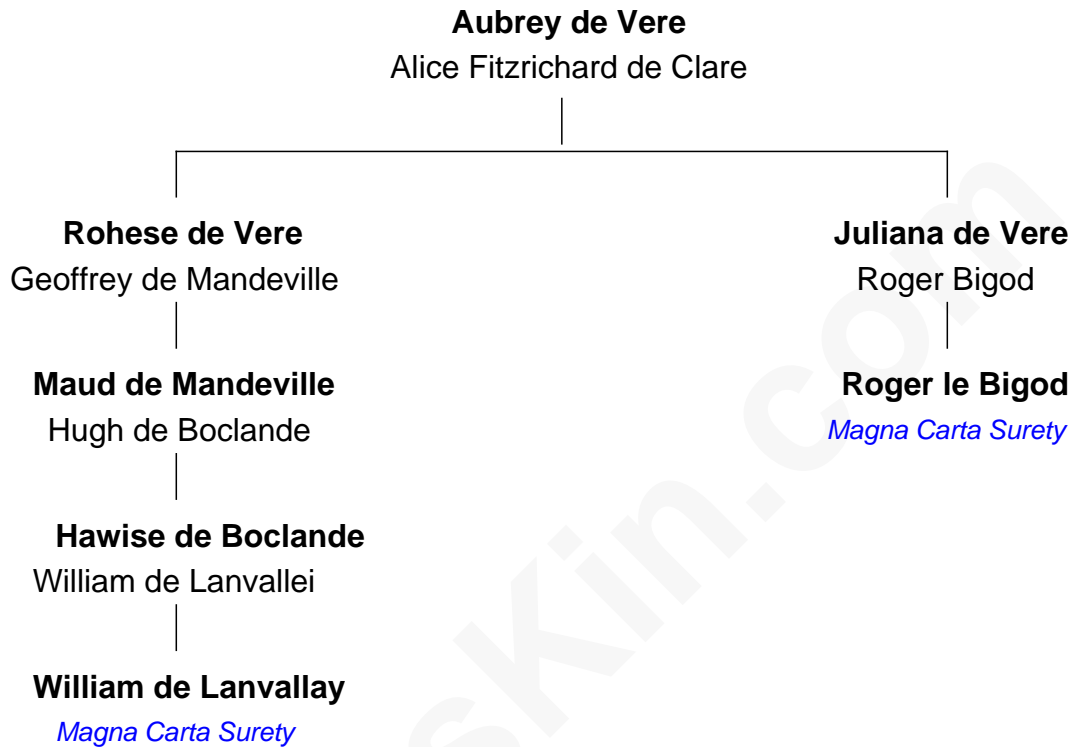 Aubrey de Vere
Alice Fitzrichard de Clare
Rohese de Vere
Geoffrey de Mandeville
Juliana de Vere
Roger Bigod
Maud de Mandeville
Hugh de Boclande
Roger le Bigod
Magna Carta Surety
Hawise de Boclande
William de Lanvallei
William de Lanvallay
Magna Carta Surety
sKin.com